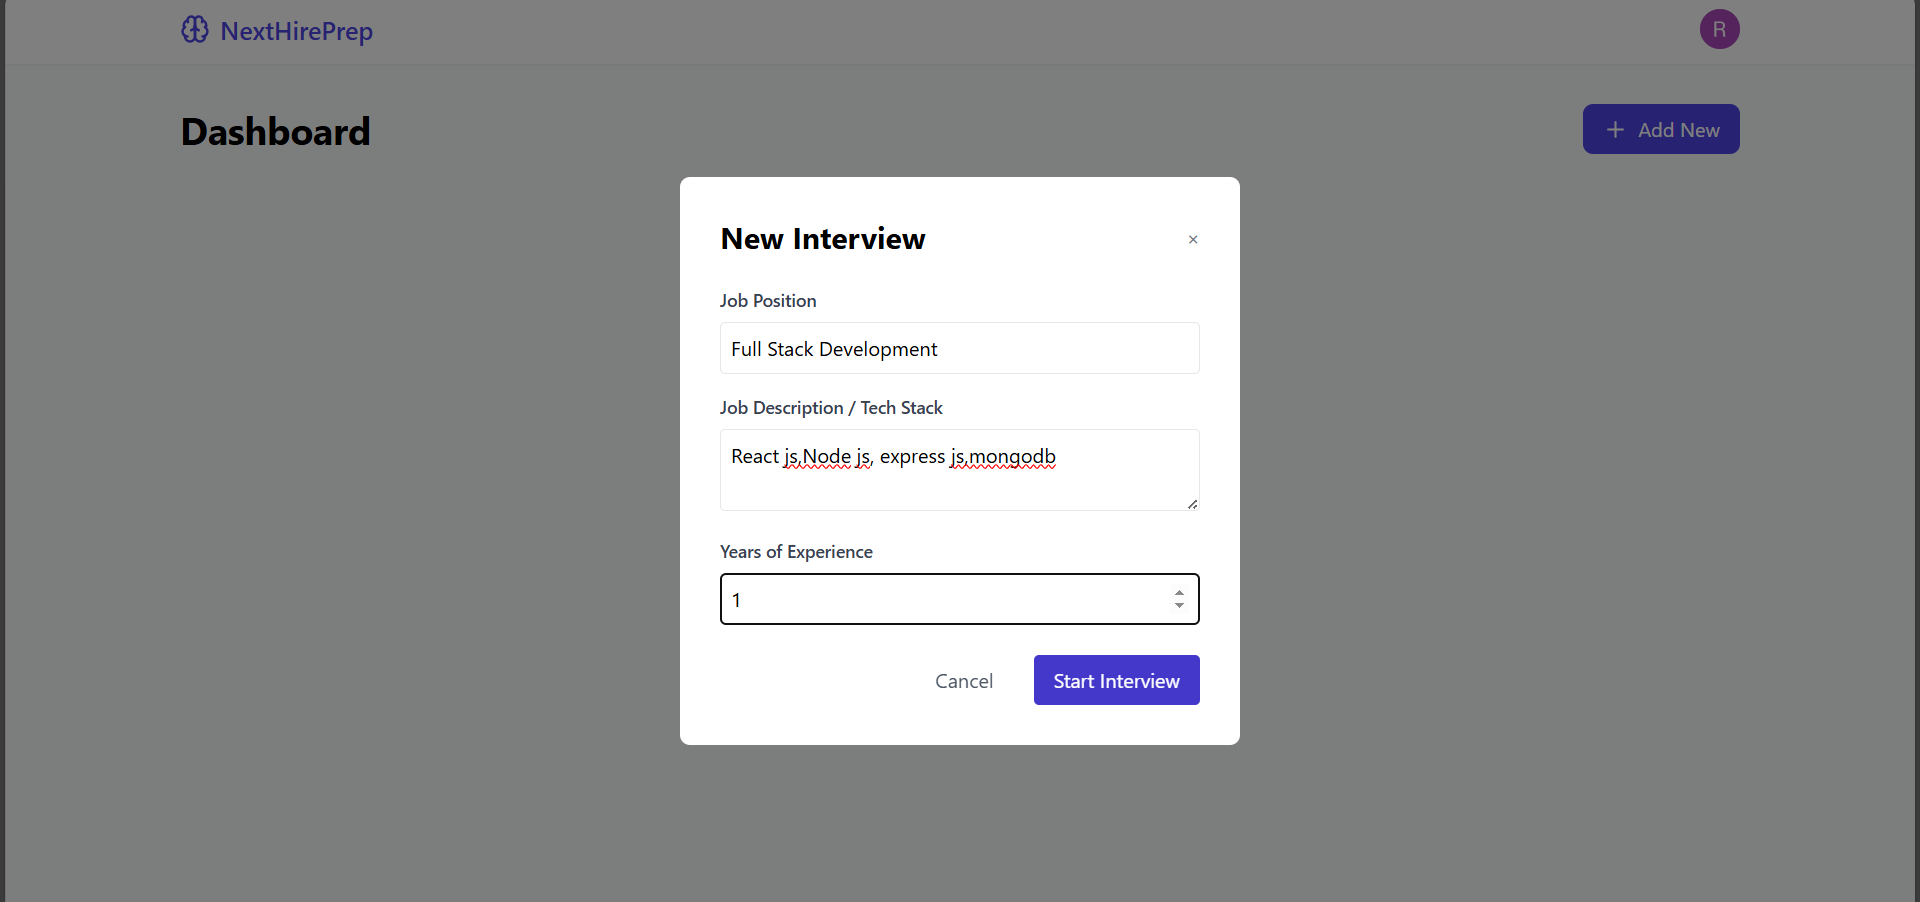 NextHirePrep
R
Dashboard
+ Add New
New Interview
×
Job Position
Full Stack Development
Job Description / Tech Stack
React js,Node js, express js,mongodb
Years of Experience
1
Cancel
Start Interview